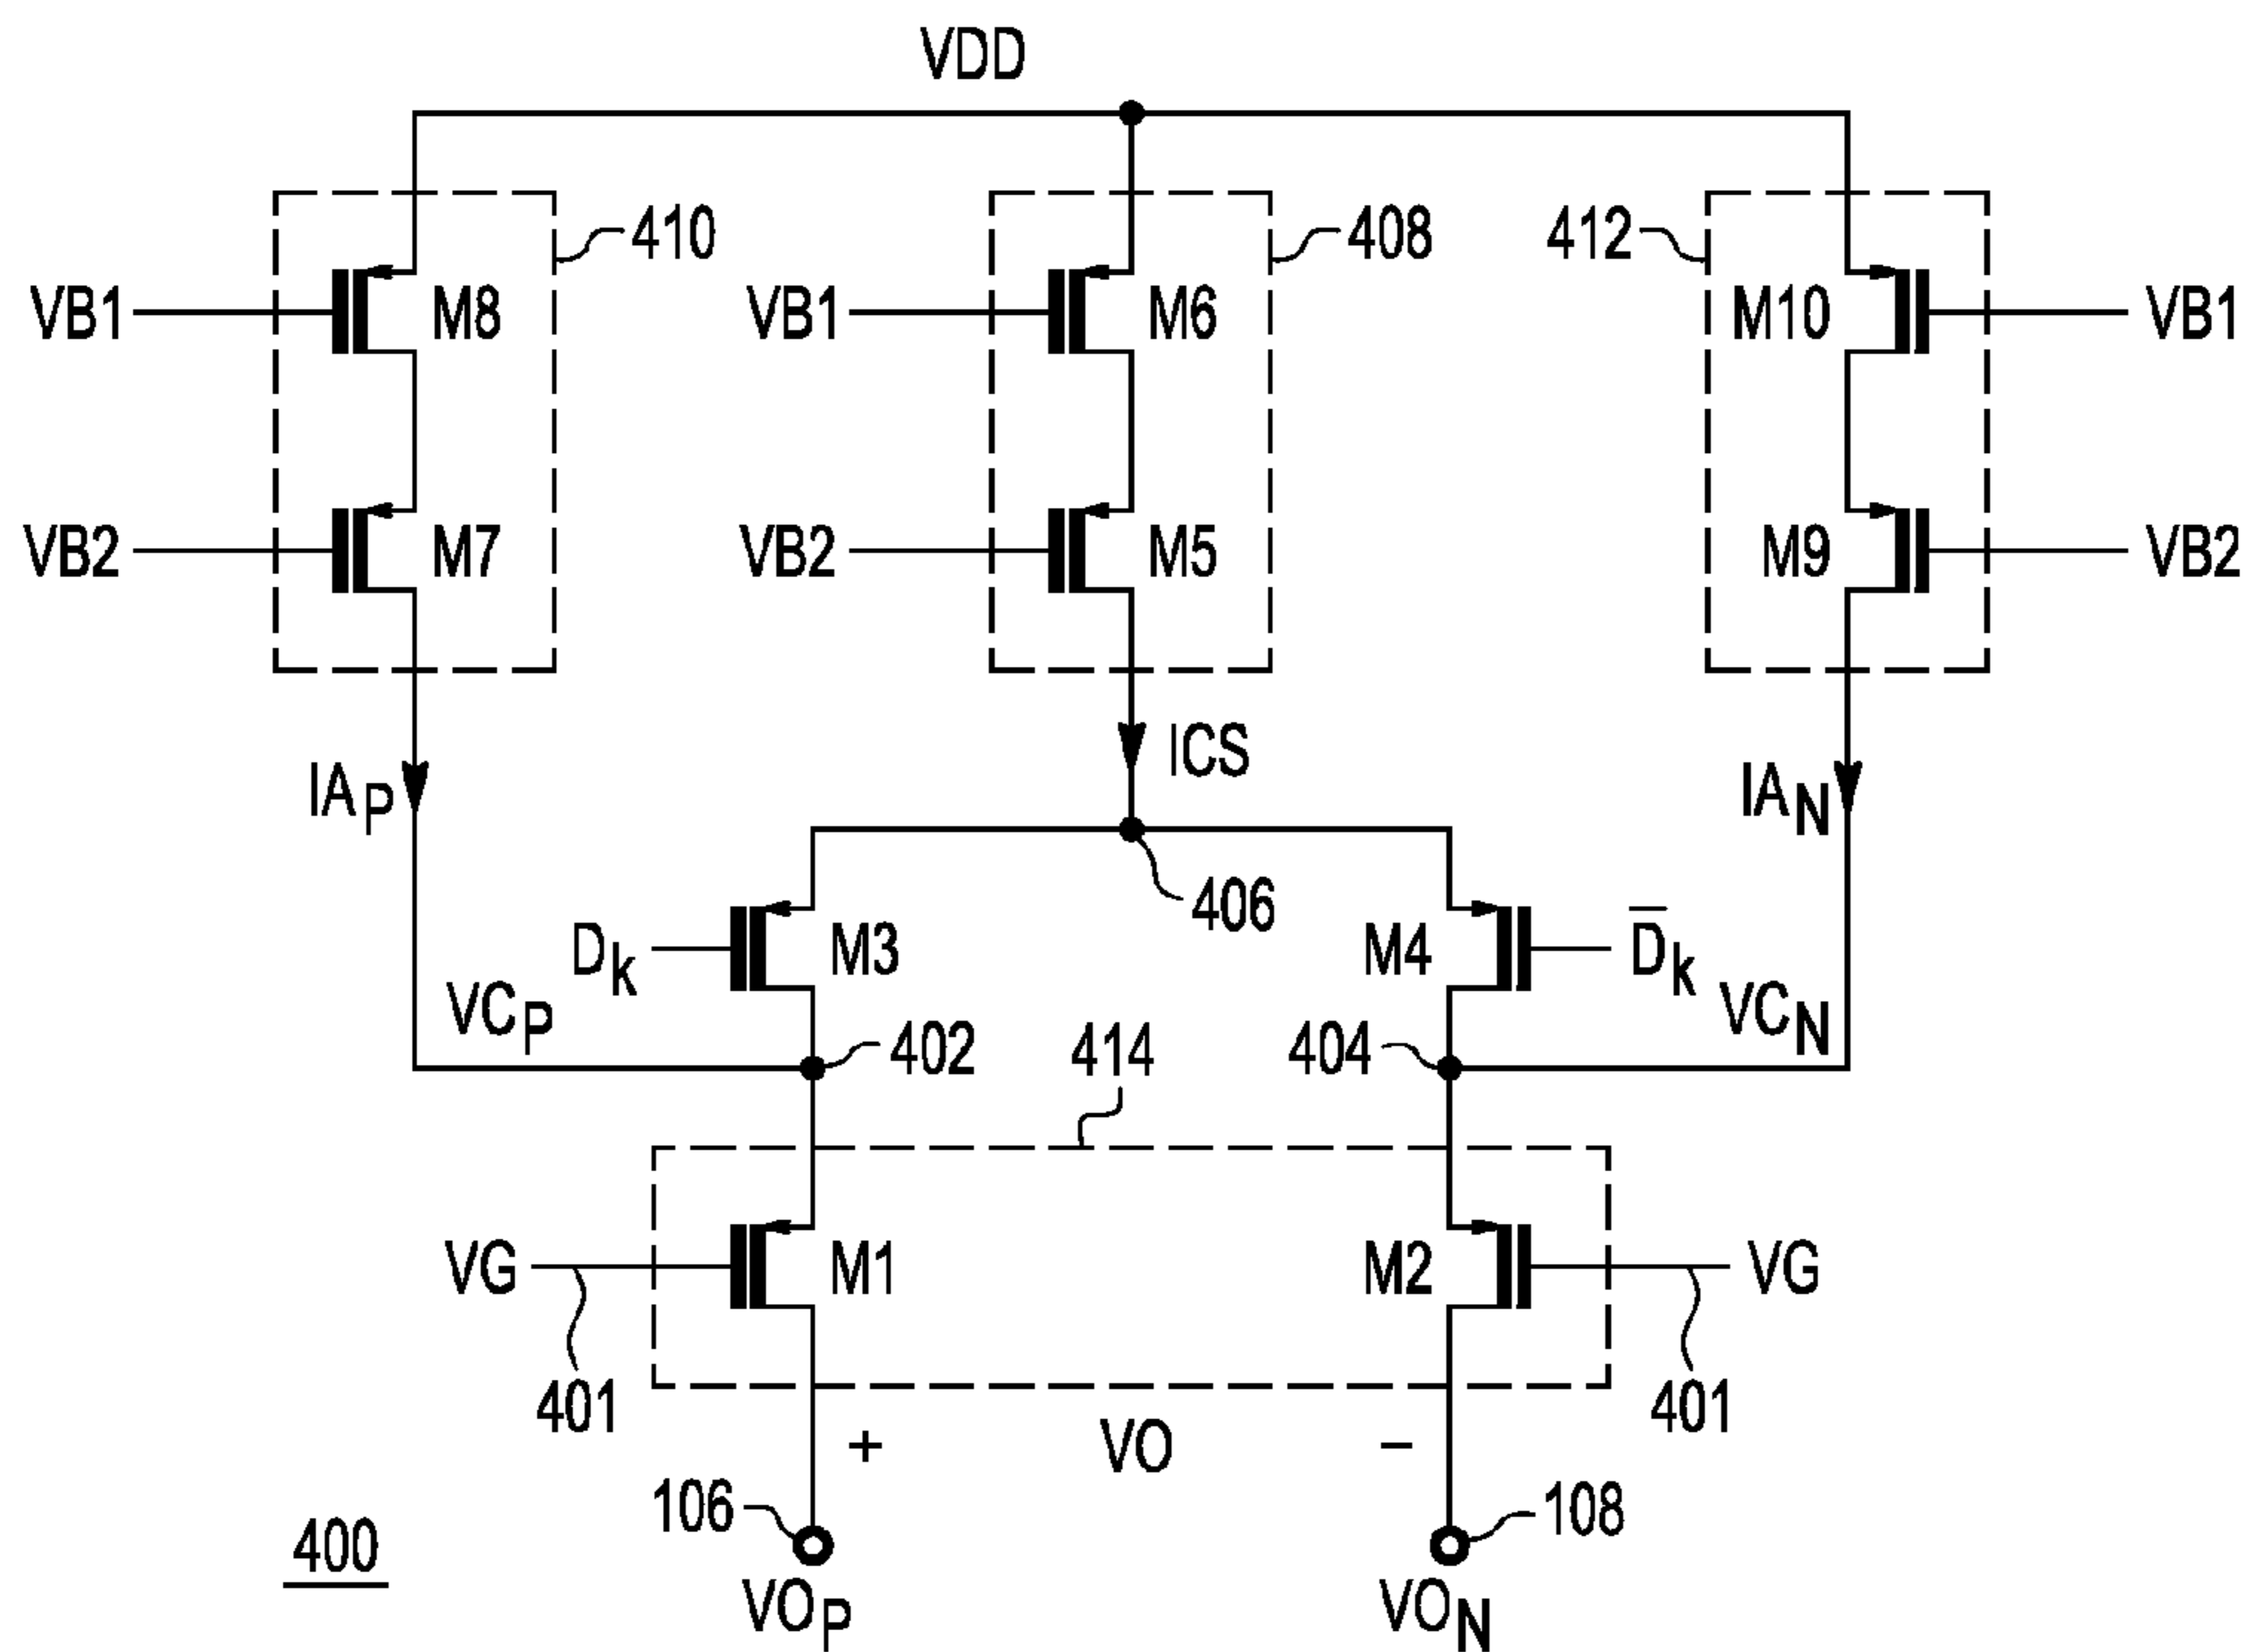 VDD
410
408
412
VB1
M8
VB1
M6
M10
VB1
VB2
M7
VB2
M5
M9
VB2
ICS
IAP
IAN
406
Dk
M3
M4
D̅k
VCP
VCN
402
414
404
VG
M1
M2
VG
401
401
+
VO
−
106
108
400
VOP
VON